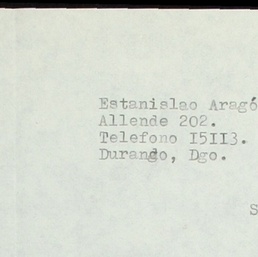 Estanislao Aragó
Allende 202.
Telefono I5II3.
Durango, Dgo.
S